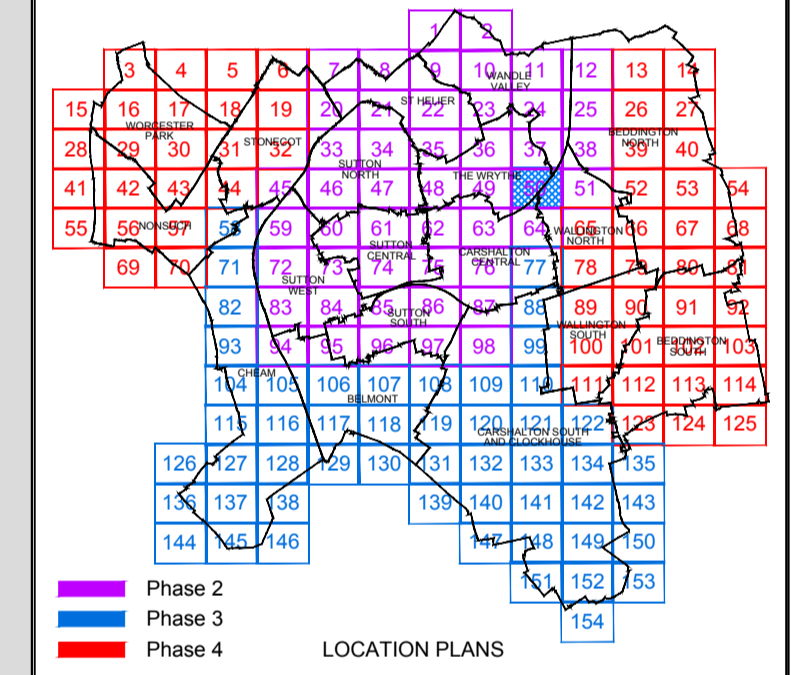 1 2
3 4 5 6 7 8 9 10 11 12 13 14
WANDLE
VALLEY
15 16 17 18 19 20 21 22 23 24 25 26 27
ST HELIER
WORCESTER
PARK
28 29 30 31 32 33 34 35 36 37 38 39 40
STONECOT
BEDDINGTON
NORTH
SUTTON
NORTH
THE WRYTHE
41 42 43 44 45 46 47 48 49 50 51 52 53 54
55 56 57 58 59 60 61 62 63 64 65 66 67 68
NONSUCH
WALLINGTON
NORTH
SUTTON
CENTRAL
CARSHALTON
CENTRAL
69 70 71 72 73 74 75 76 77 78 79 80 81
SUTTON
WEST
82 83 84 85 86 87 88 89 90 91 92
SUTTON
SOUTH
WALLINGTON
SOUTH
93 94 95 96 97 98 99 100 101 102 103
BEDDINGTON
SOUTH
CHEAM
104 105 106 107 108 109 110 111 112 113 114
BELMONT
115 116 117 118 119 120 121 122 123 124 125
CARSHALTON SOUTH
AND CLOCKHOUSE
126 127 128 129 130 131 132 133 134 135
136 137 138 139 140 141 142 143
144 145 146 147 148 149 150
151 152 153
154
Phase 2
Phase 3
Phase 4
LOCATION PLANS